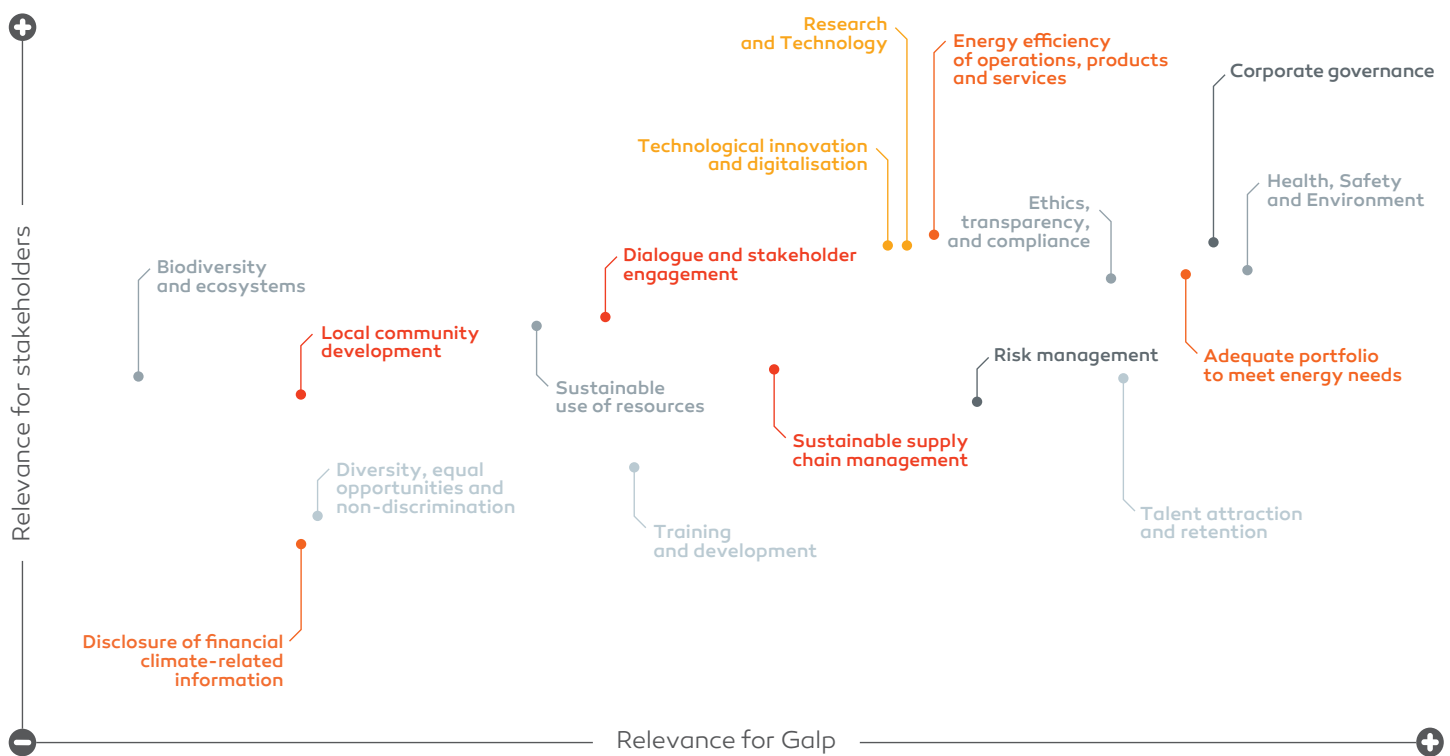 Research
and Technology
Energy efficiency
of operations, products
and services
Corporate governance
Technological innovation
and digitalisation
Health, Safety
and Environment
Ethics,
transparency,
and compliance
Dialogue and stakeholder
engagement
Biodiversity
and ecosystems
Local community
development
Risk management
Adequate portfolio
to meet energy needs
Sustainable
use of resources
Sustainable supply
chain management
Diversity, equal
opportunities and
non-discrimination
Talent attraction
and retention
Training
and development
Disclosure of financial
climate-related
information
Relevance for stakeholders
Relevance for Galp